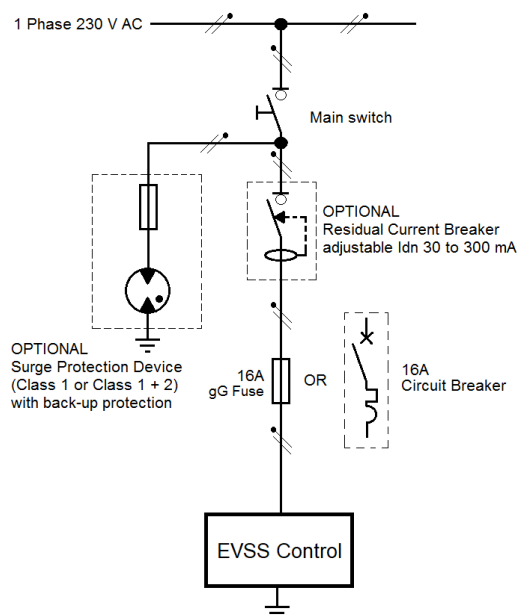 1 Phase 230 V AC
Main switch
OPTIONAL
Residual Current Breaker
adjustable Idn 30 to 300 mA
OPTIONAL
Surge Protection Device
(Class 1 or Class 1 + 2)
with back-up protection
16A
gG Fuse
OR
16A
Circuit Breaker
EVSS Control